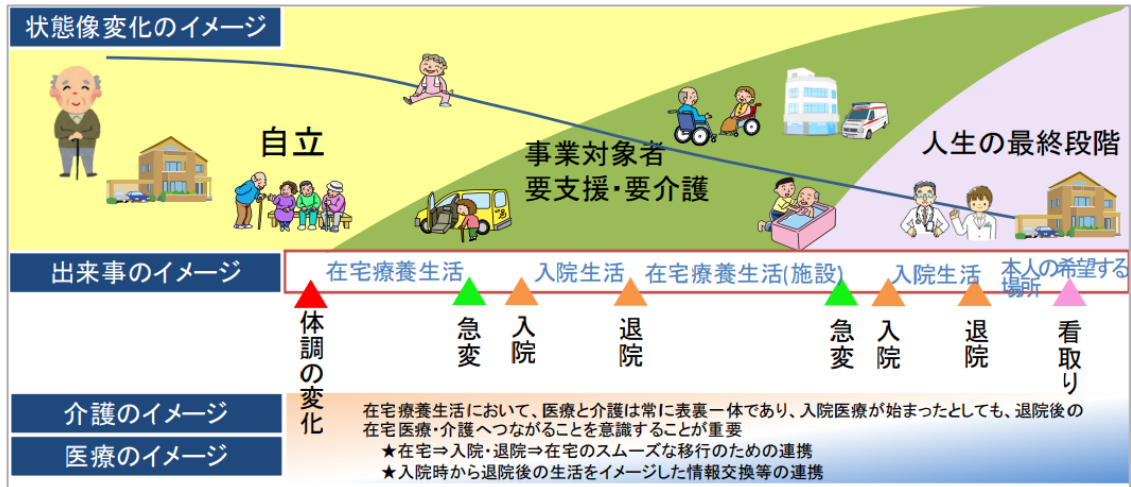 状態像変化のイメージ
自立
事業対象者
要支援・要介護
人生の最終段階
出来事のイメージ
在宅療養生活
入院生活
在宅療養生活(施設)
入院生活
本人の希望する
場所
体調の変化
急変
入院
退院
急変
入院
退院
看取り
介護のイメージ
医療のイメージ
在宅療養生活において、医療と介護は常に表裏一体であり、入院医療が始まったとしても、退院後の
在宅医療・介護へつながることを意識することが重要
★在宅⇒入院・退院⇒在宅のスムーズな移行のための連携
★入院時から退院後の生活をイメージした情報交換等の連携